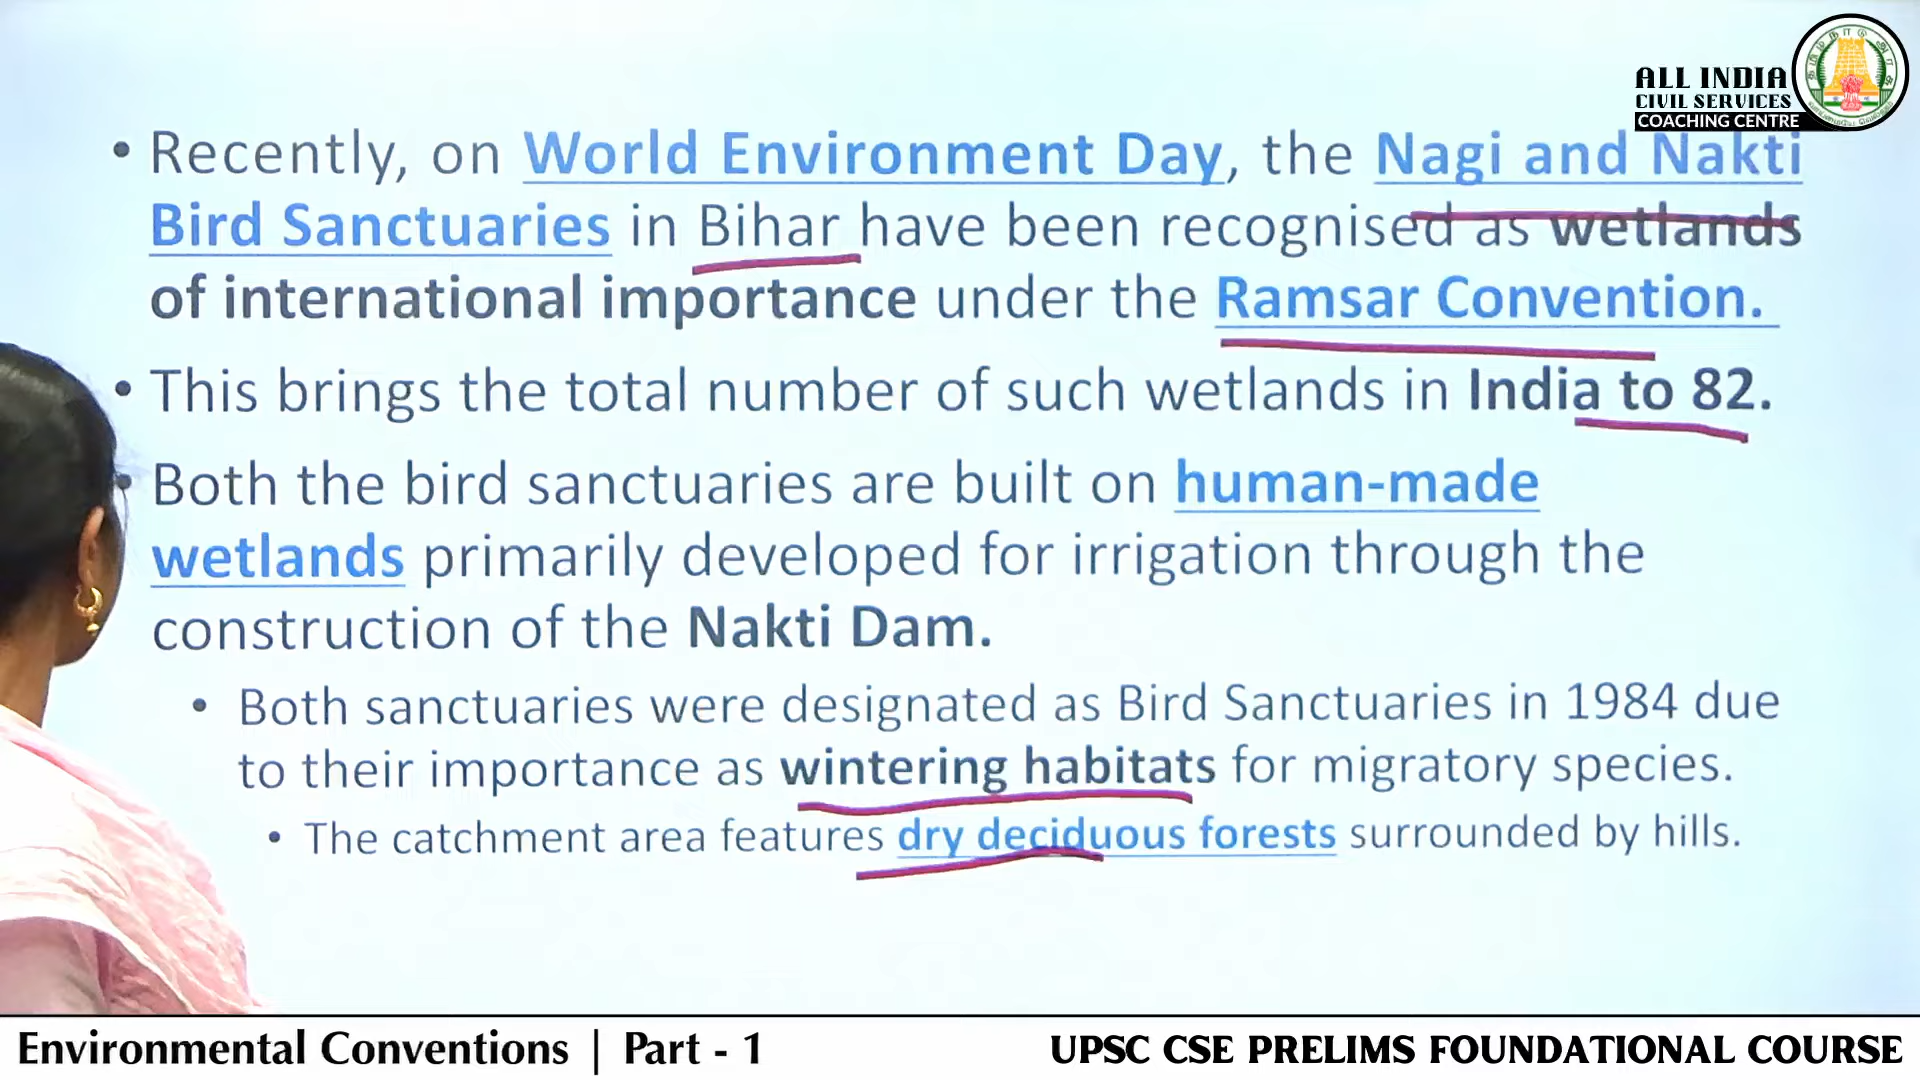 ALL INDIA
CIVIL SERVICES
COACHING CENTRE
• Recently, on World Environment Day, the Nagi and Nakti
Bird Sanctuaries in Bihar have been recognised as wetlands
of international importance under the Ramsar Convention.
• This brings the total number of such wetlands in India to 82.
• Both the bird sanctuaries are built on human-made
wetlands primarily developed for irrigation through the
construction of the Nakti Dam.
• Both sanctuaries were designated as Bird Sanctuaries in 1984 due
to their importance as wintering habitats for migratory species.
• The catchment area features dry deciduous forests surrounded by hills.
Environmental Conventions | Part - 1
UPSC CSE PRELIMS FOUNDATIONAL COURSE